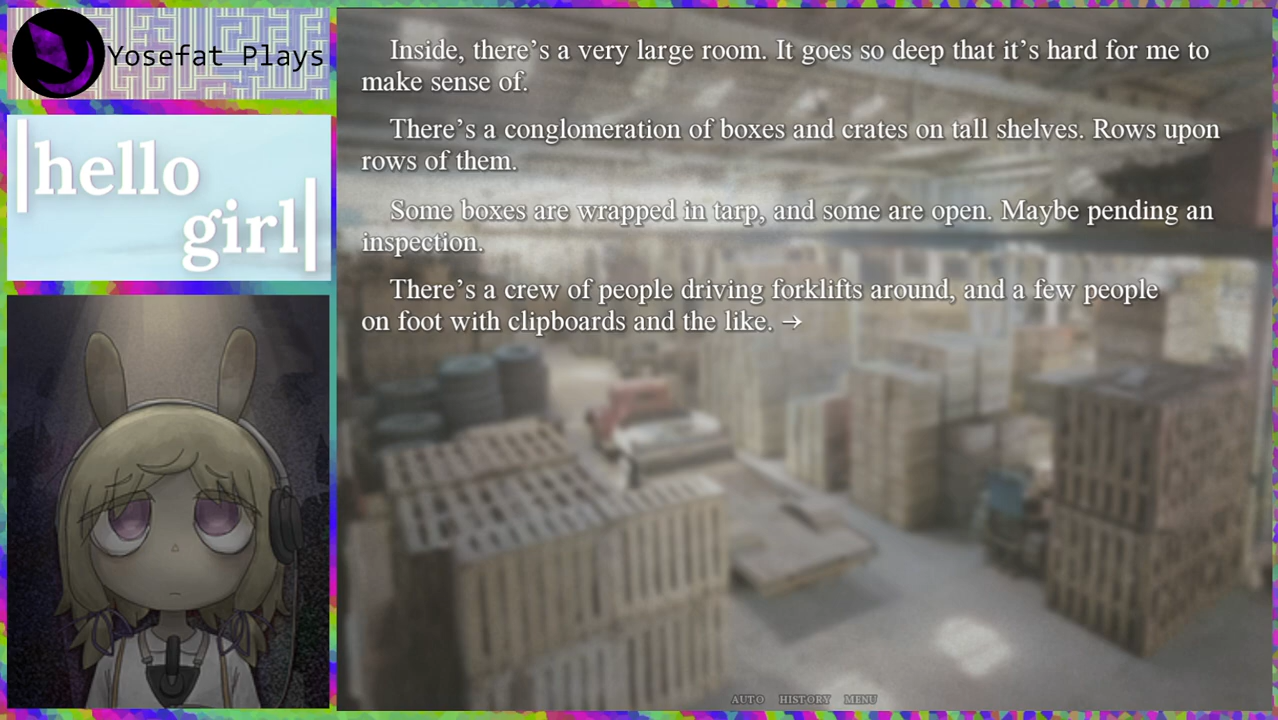 Yosefat Plays
|hello
girl|
Inside, there’s a very large room. It goes so deep that it’s hard for me to
make sense of.
There’s a conglomeration of boxes and crates on tall shelves. Rows upon
rows of them.
Some boxes are wrapped in tarp, and some are open. Maybe pending an
inspection.
There’s a crew of people driving forklifts around, and a few people
on foot with clipboards and the like. →
AUTO HISTORY MENU